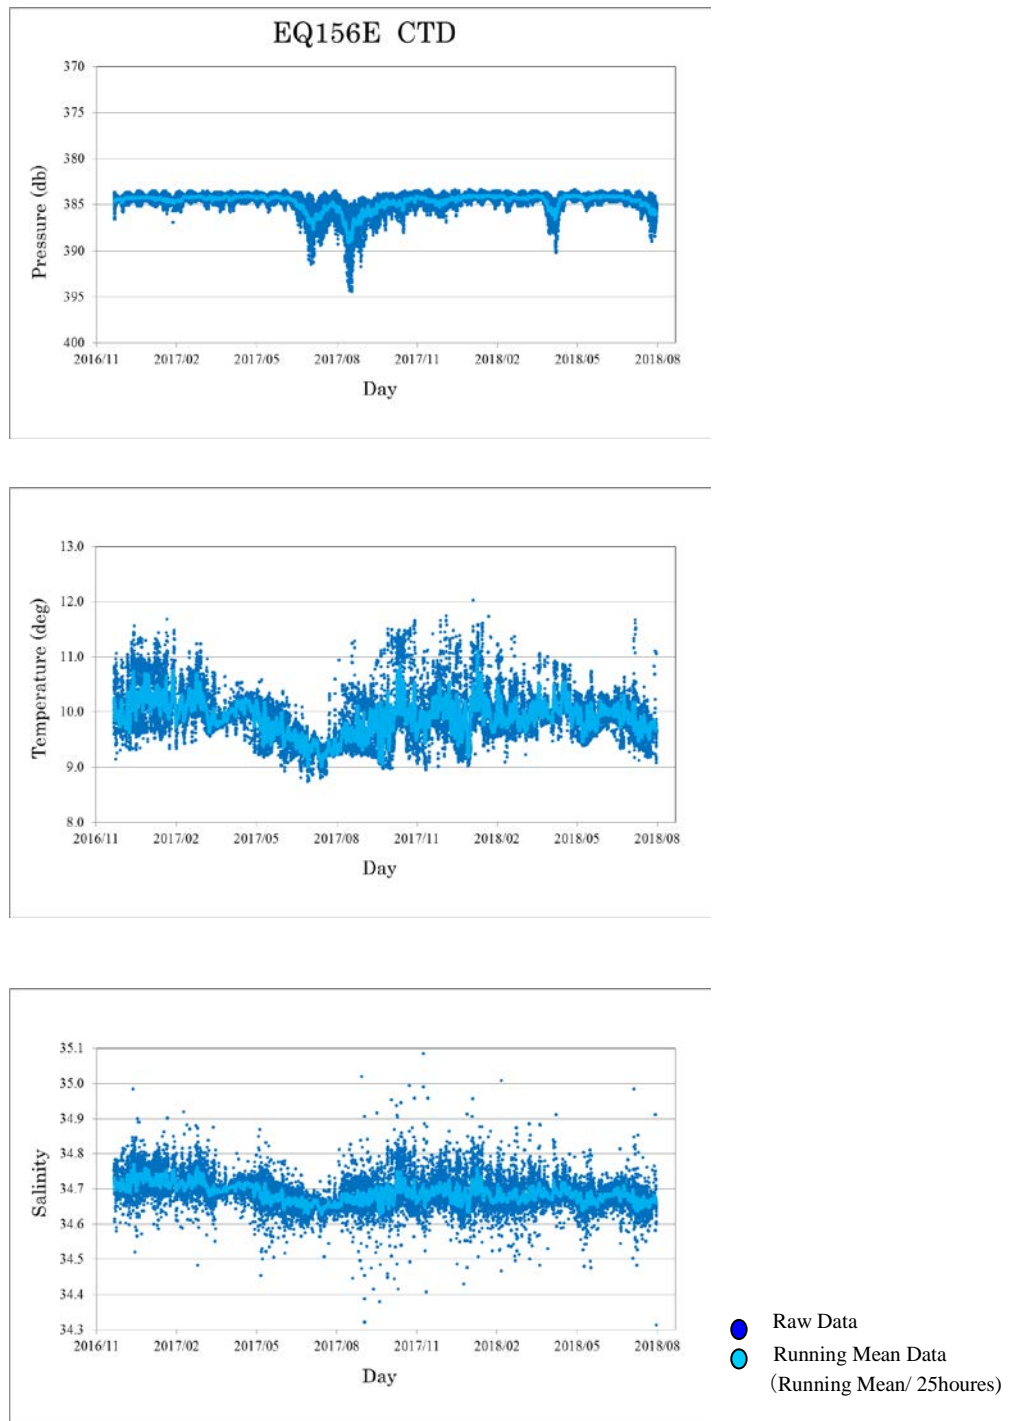 EQ156E CTD
370
375
380
385
390
395
400
Pressure (db)
2016/11 2017/02 2017/05 2017/08 2017/11 2018/02 2018/05 2018/08
Day
13.0
12.0
11.0
10.0
9.0
8.0
Temperature (deg)
2016/11 2017/02 2017/05 2017/08 2017/11 2018/02 2018/05 2018/08
Day
35.1
35.0
34.9
34.8
34.7
34.6
34.5
34.4
34.3
Salinity
2016/11 2017/02 2017/05 2017/08 2017/11 2018/02 2018/05 2018/08
Day
Raw Data
Running Mean Data
(Running Mean/ 25houres)